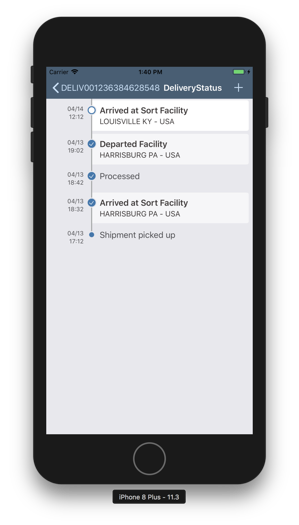 Carrier 1:40 PM
DELIV001236384628548 DeliveryStatus
04/14
12:12
Arrived at Sort Facility
LOUISVILLE KY - USA
04/13
19:02
Departed Facility
HARRISBURG PA - USA
04/13
18:42
Processed
04/13
18:32
Arrived at Sort Facility
HARRISBURG PA - USA
04/13
17:12
Shipment picked up
iPhone 8 Plus - 11.3